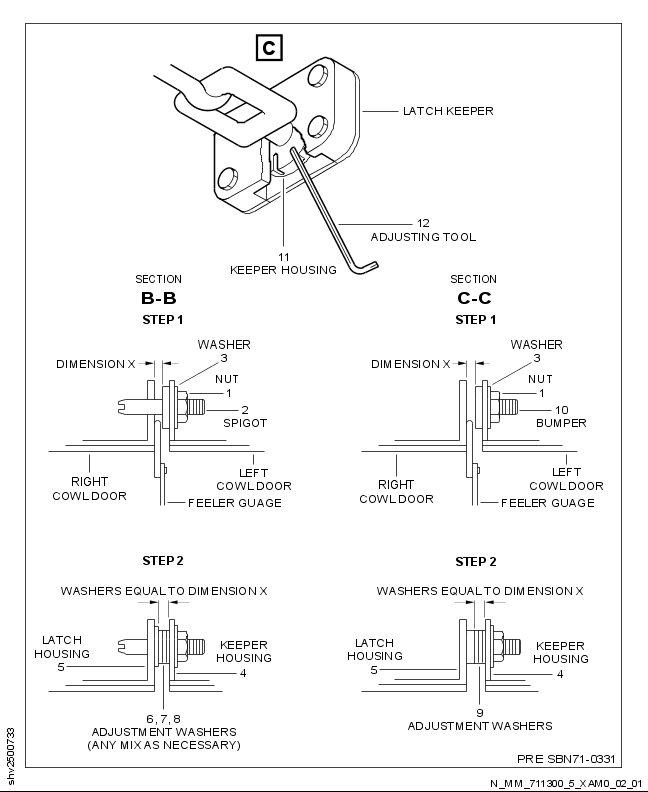 C
LATCH KEEPER
12
ADJUSTING TOOL
11
KEEPER HOUSING
SECTION
B-B
STEP 1
WASHER
3
DIMENSION X
NUT
1
2
SPIGOT
RIGHT
COWL DOOR
LEFT
COWL DOOR
FEELER GUAGE
SECTION
C-C
STEP 1
WASHER
3
DIMENSION X
NUT
1
10
BUMPER
RIGHT
COWL DOOR
LEFT
COWL DOOR
FEELER GUAGE
STEP 2
WASHERS EQUAL TO DIMENSION X
LATCH
HOUSING
5
KEEPER
HOUSING
4
6, 7, 8
ADJUSTMENT WASHERS
(ANY MIX AS NECESSARY)
STEP 2
WASHERS EQUAL TO DIMENSION X
LATCH
HOUSING
5
KEEPER
HOUSING
4
9
ADJUSTMENT WASHERS
PRE SBN71-0331
shv2500733
N_MM_711300_5_XAM0_02_01